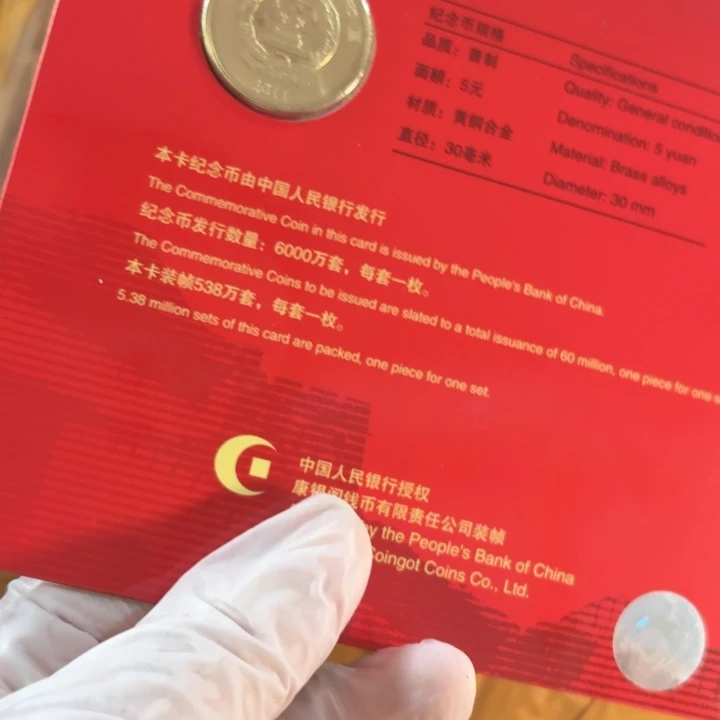 2011
纪念币规格
Specifications
品质：普制
Quality: General conditio
面额：5元
Denomination: 5 yuan
材质：黄铜合金
Material: Brass alloys
直径：30毫米
Diameter: 30 mm
本卡纪念币由中国人民银行发行
The Commemorative Coin in this card is issued by the People's Bank of China.
纪念币发行数量：6000万套，每套一枚。
The Commemorative Coins to be issued are slated to a total issuance of 60 million, one piece for one s
本卡装帧538万套，每套一枚。
5.38 million sets of this card are packed, one piece for one set.
中国人民银行授权
康银阁钱币有限责任公司装帧
by the People's Bank of China
Coingot Coins Co., Ltd.